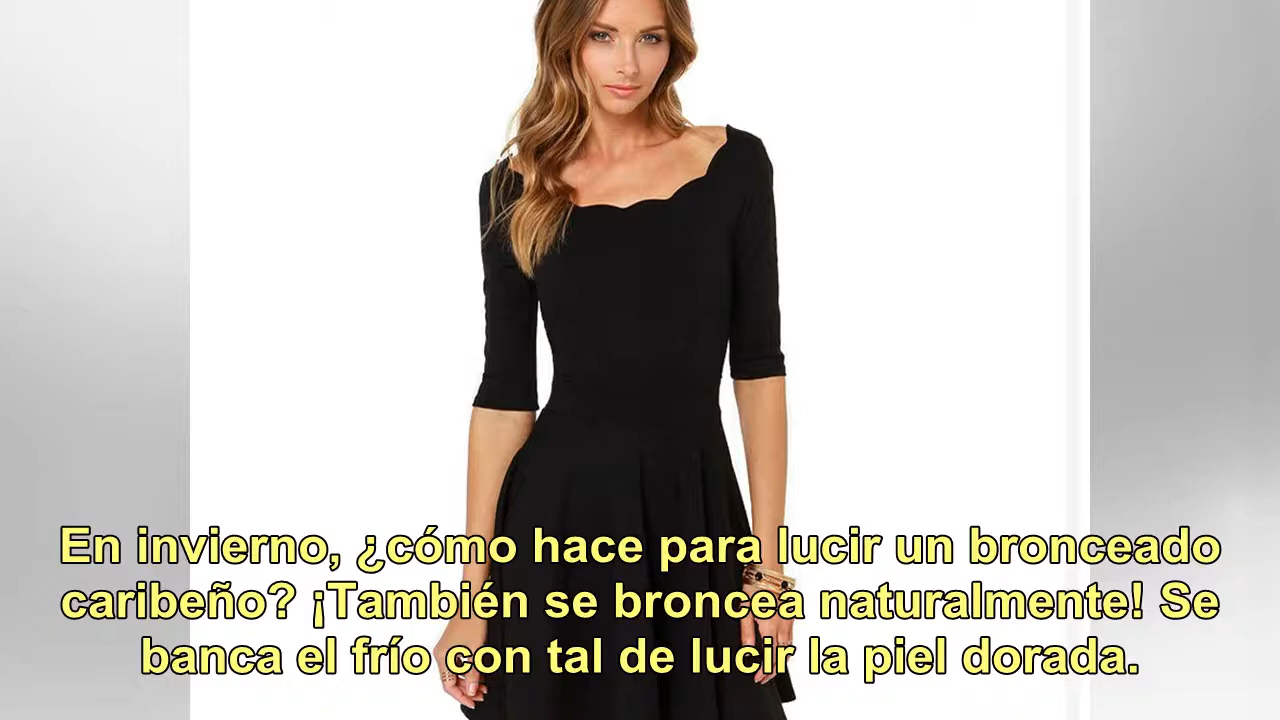 En invierno, ¿cómo hace para lucir un bronceado
caribeño? ¡También se broncea naturalmente! Se
banca el frío con tal de lucir la piel dorada.